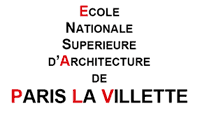 ECOLE
NATIONALE
SUPERIEURE
D'ARCHITECTURE
DE
PARIS LA VILLETTE